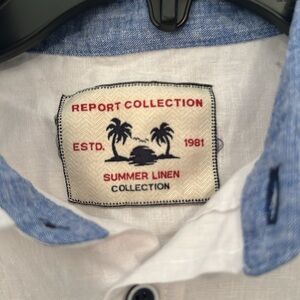 REPORT COLLECTION
ESTD. 1981
SUMMER LINEN
COLLECTION